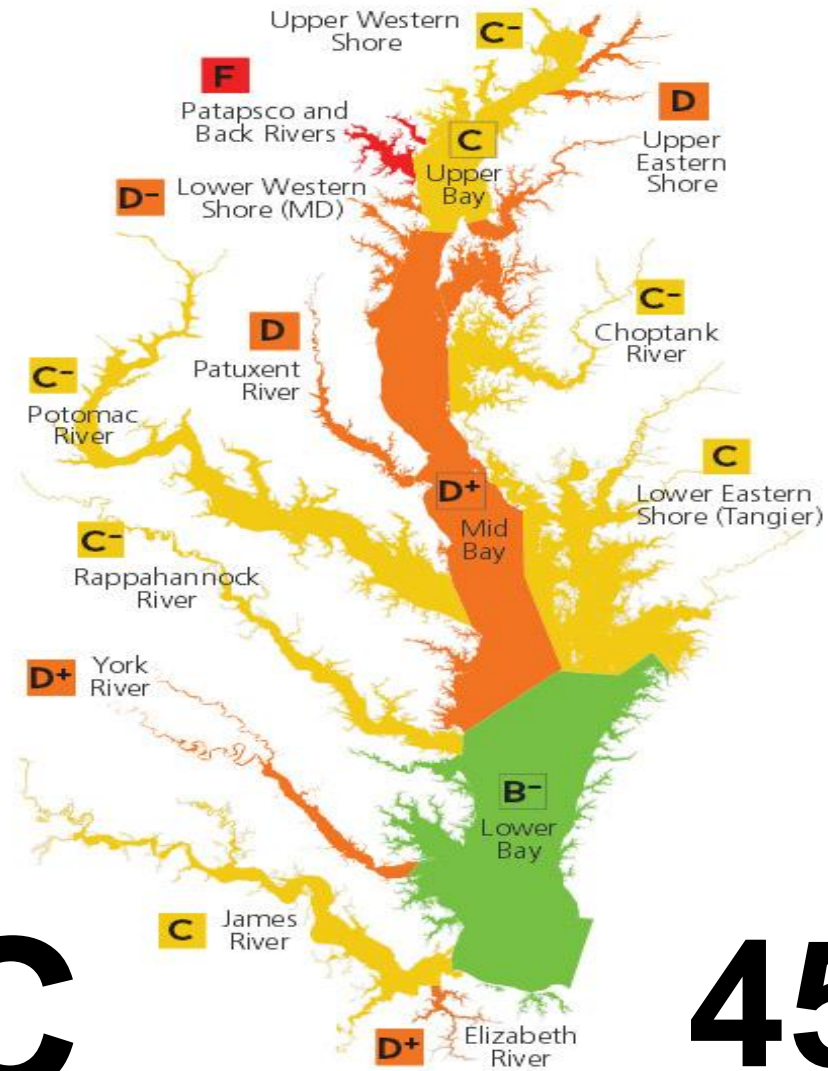 Upper Western
Shore
C-
F
Patapsco and
Back Rivers
D
Upper
Eastern
Shore
C
Upper
Bay
D-
Lower Western
Shore (MD)
C-
Choptank
River
D
Patuxent
River
C-
Potomac
River
C
Lower Eastern
Shore (Tangier)
D+
Mid
Bay
C-
Rappahannock
River
D+
York
River
B-
Lower
Bay
C
James
River
D+
Elizabeth
River
C
45